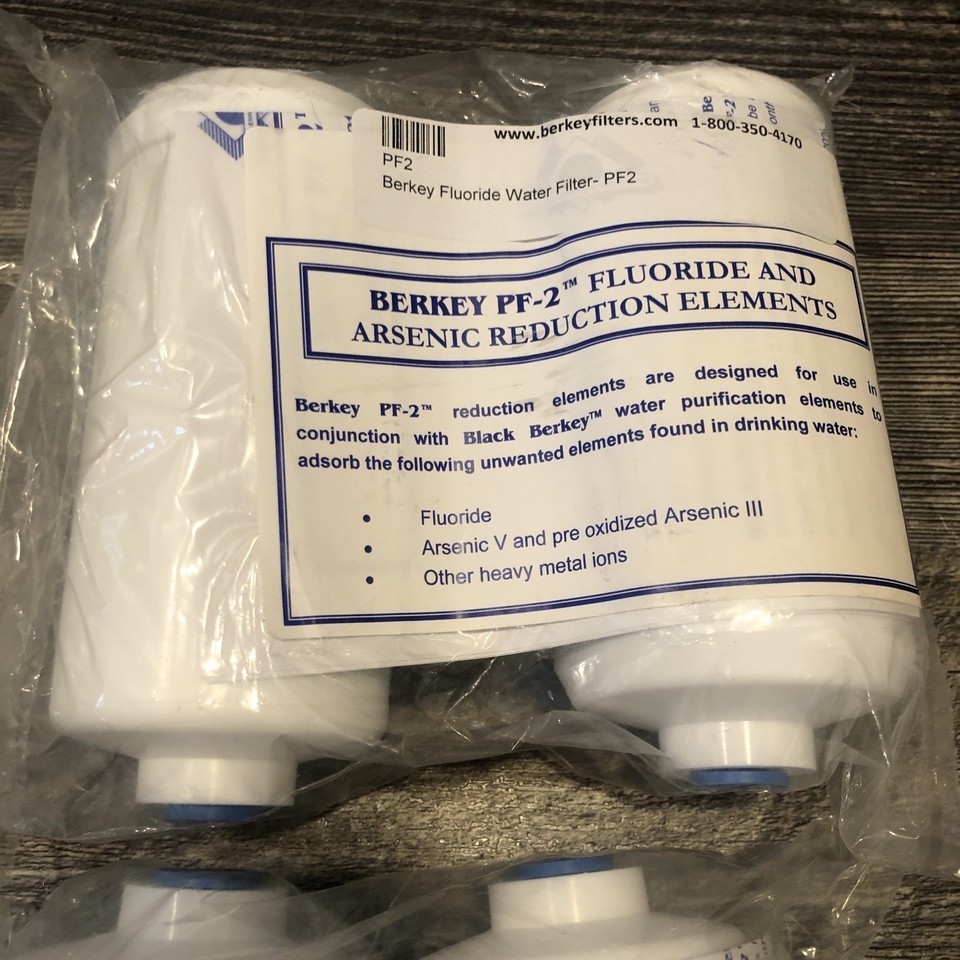 www.berkeyfilters.com 1-800-350-4170
PF2
Berkey Fluoride Water Filter- PF2
BERKEY PF-2™ FLUORIDE AND
ARSENIC REDUCTION ELEMENTS
Berkey PF-2™ reduction elements are designed for use in
conjunction with Black Berkey™ water purification elements to
adsorb the following unwanted elements found in drinking water:
• Fluoride
• Arsenic V and pre oxidized Arsenic III
• Other heavy metal ions